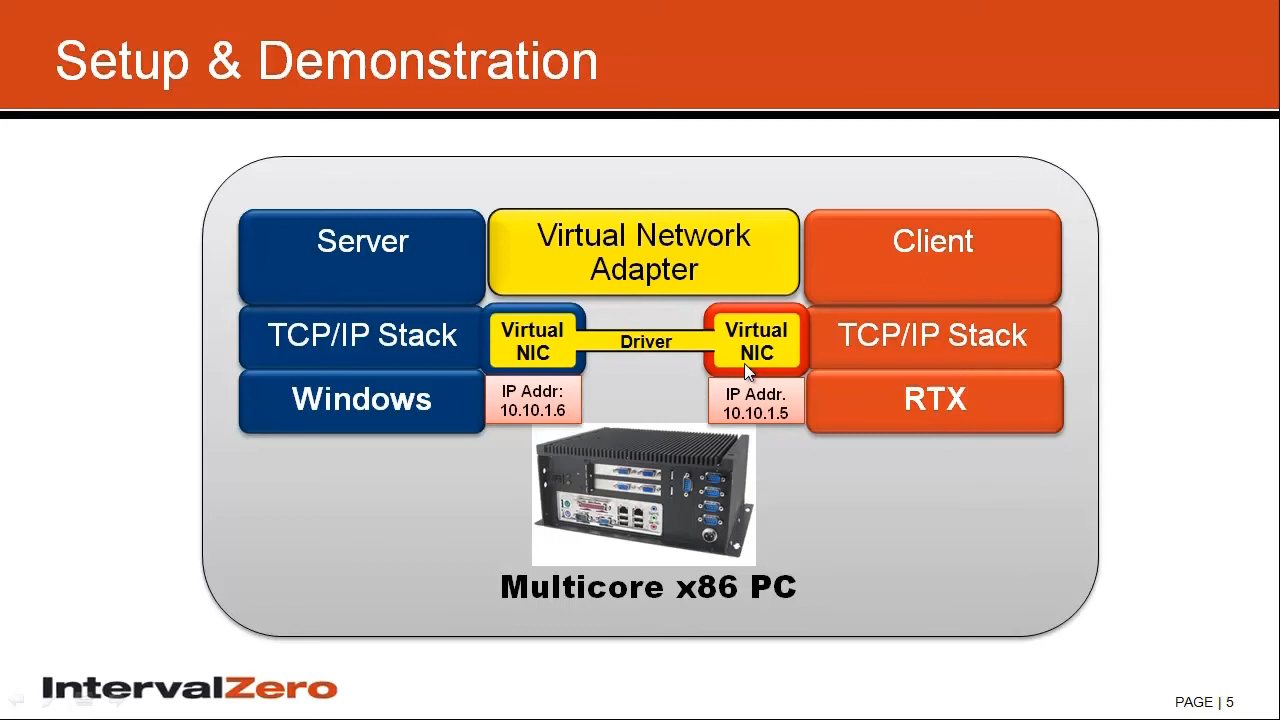 Setup & Demonstration
Server
Virtual Network
Adapter
Client
TCP/IP Stack
Virtual
NIC
Driver
Virtual
NIC
TCP/IP Stack
Windows
IP Addr:
10.10.1.6
IP Addr.
10.10.1.5
RTX
Multicore x86 PC
IntervalZero
PAGE | 5